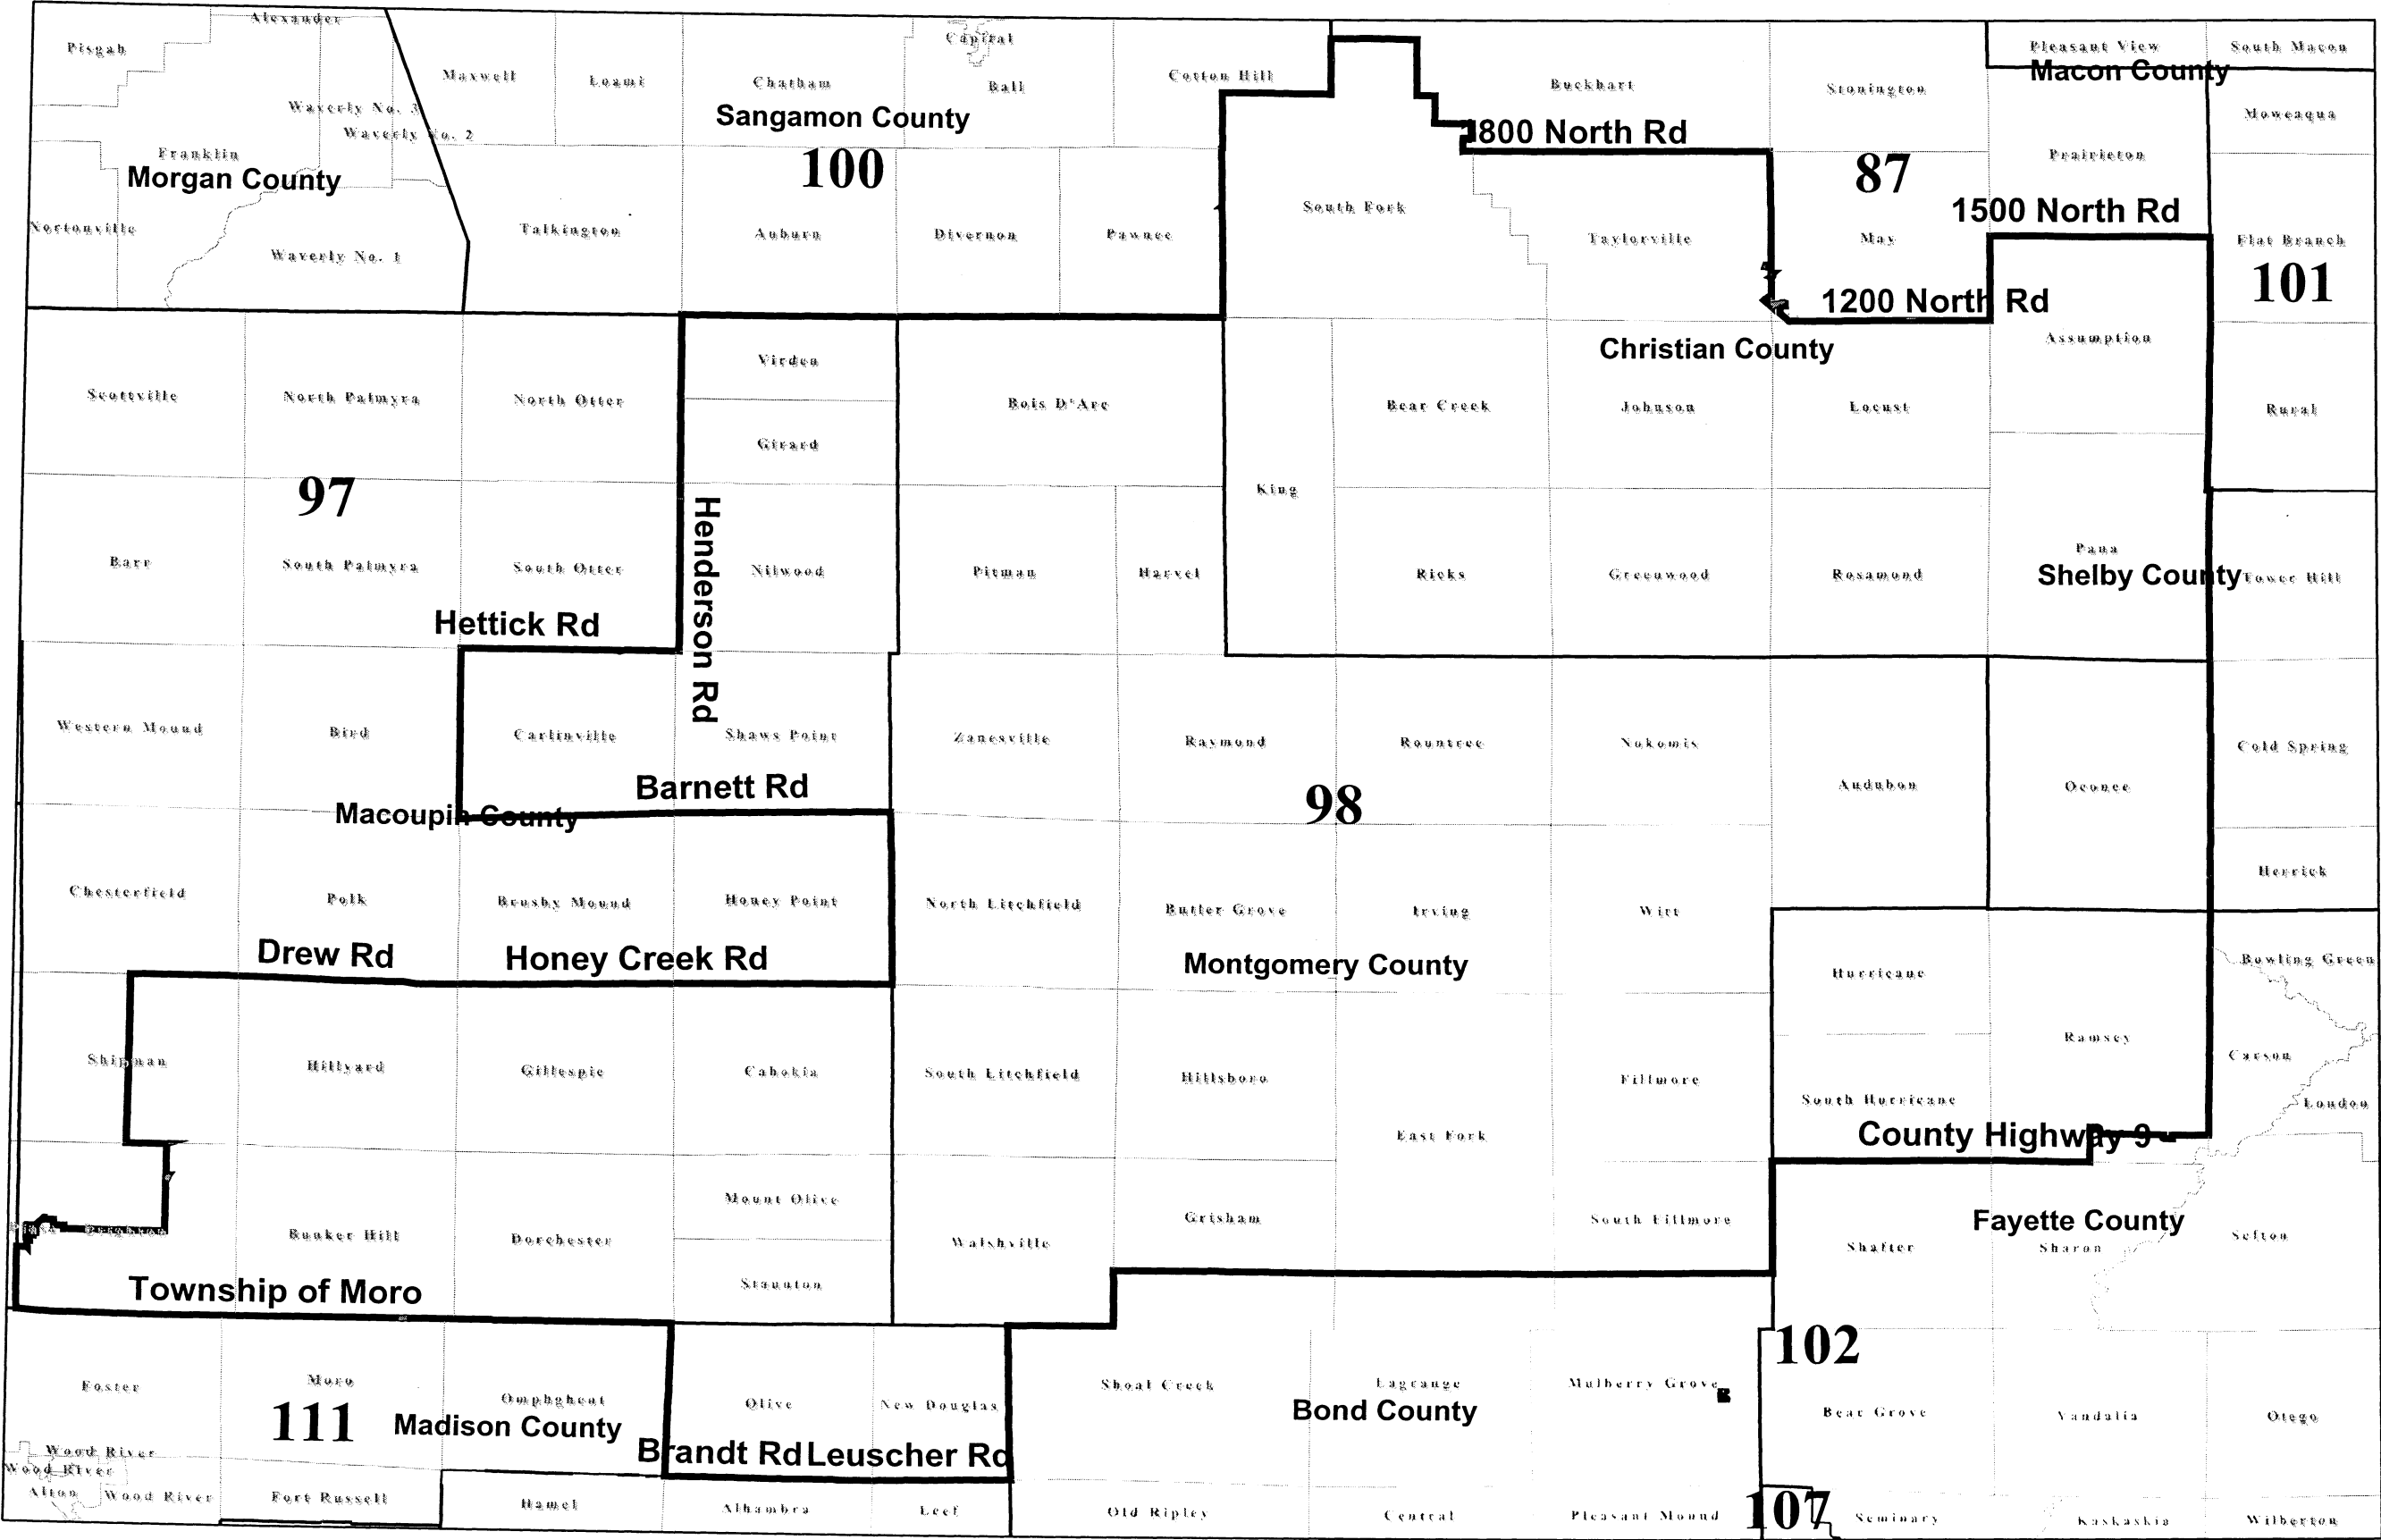 Alexander
Pisgah
Capital
Pleasant View
South Macon
Macon County
Maxwell
Loami
Chatham
Ball
Cotton Hill
Buckhart
Stonington
Waverly No. 3
Waverly No. 2
Sangamon County
1800 North Rd
Moweaqua
Franklin
Morgan County
100
87
Prairieton
1500 North Rd
South Fork
Nortonville
Talkington
Auburn
Divernon
Pawnee
Taylorville
May
Flat Branch
Waverly No. 1
101
1200 North Rd
Assumption
Christian County
Virden
Scottville
North Palmyra
North Otter
Bois D'Arc
Bear Creek
Johnson
Locust
Rural
Girard
97
King
Henderson Rd
Barr
South Palmyra
South Otter
Nilwood
Pitman
Harvel
Ricks
Greenwood
Rosamond
Pana
Shelby County
Tower Hill
Hettick Rd
Western Mound
Bird
Carlinville
Shaws Point
Zanesville
Raymond
Rountree
Nokomis
Cold Spring
Barnett Rd
Audubon
Oconee
98
Macoupin County
Herrick
Chesterfield
Polk
Brusby Mound
Honey Point
North Litchfield
Butler Grove
Irving
Witt
Drew Rd
Honey Creek Rd
Montgomery County
Hurricane
Bowling Green
Ramsey
Shipman
Hillyard
Gillespie
Cahokia
South Litchfield
Hillsboro
Fillmore
Carson
South Hurricane
London
East Fork
County Highway 9
Mount Olive
Grisham
South Fillmore
Fayette County
Bunker Hill
Dorchester
Walshville
Shafter
Sharon
Sefton
Staunton
Township of Moro
102
Foster
Moro
Omphghent
Olive
New Douglas
Shoal Creek
Lagrange
Mulberry Grove
Bond County
Bear Grove
Vandalia
Otego
111
Madison County
Wood River
Wood River
Brandt Rd
Leuscher Rd
Alton
Wood River
Fort Russell
Hamel
Alhambra
Leef
Old Ripley
Central
Pleasant Mound
107
Seminary
Kaskaskia
Wilberton